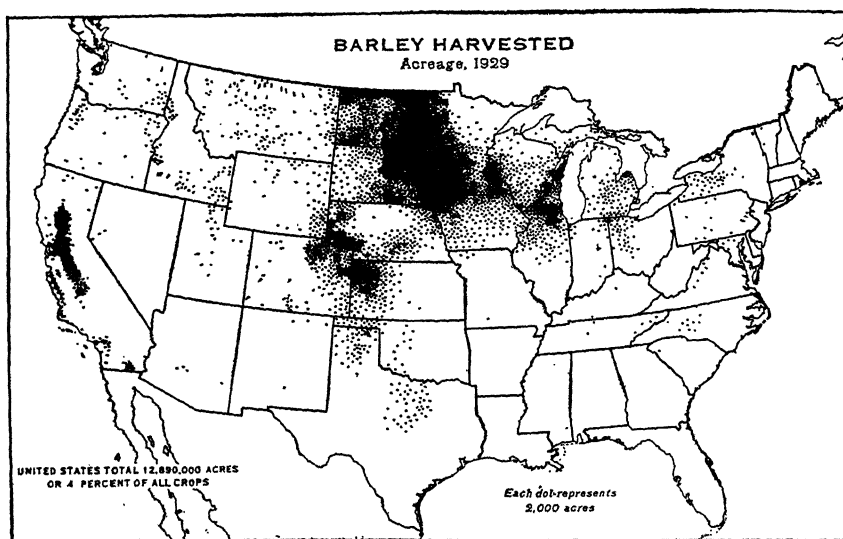 BARLEY HARVESTED
Acreage, 1929
4
UNITED STATES TOTAL 12,890,000 ACRES
OR 4 PERCENT OF ALL CROPS
Each dot represents
2,000 acres